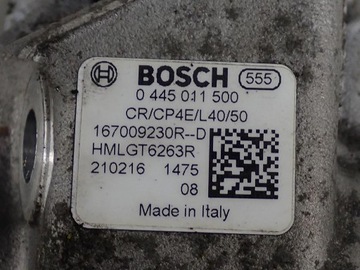 BOSCH 555
0 445 011 500
CR/CP4E/L40/50
167009230R--D
HMLGT6263R
210216 1475
08
Made in Italy